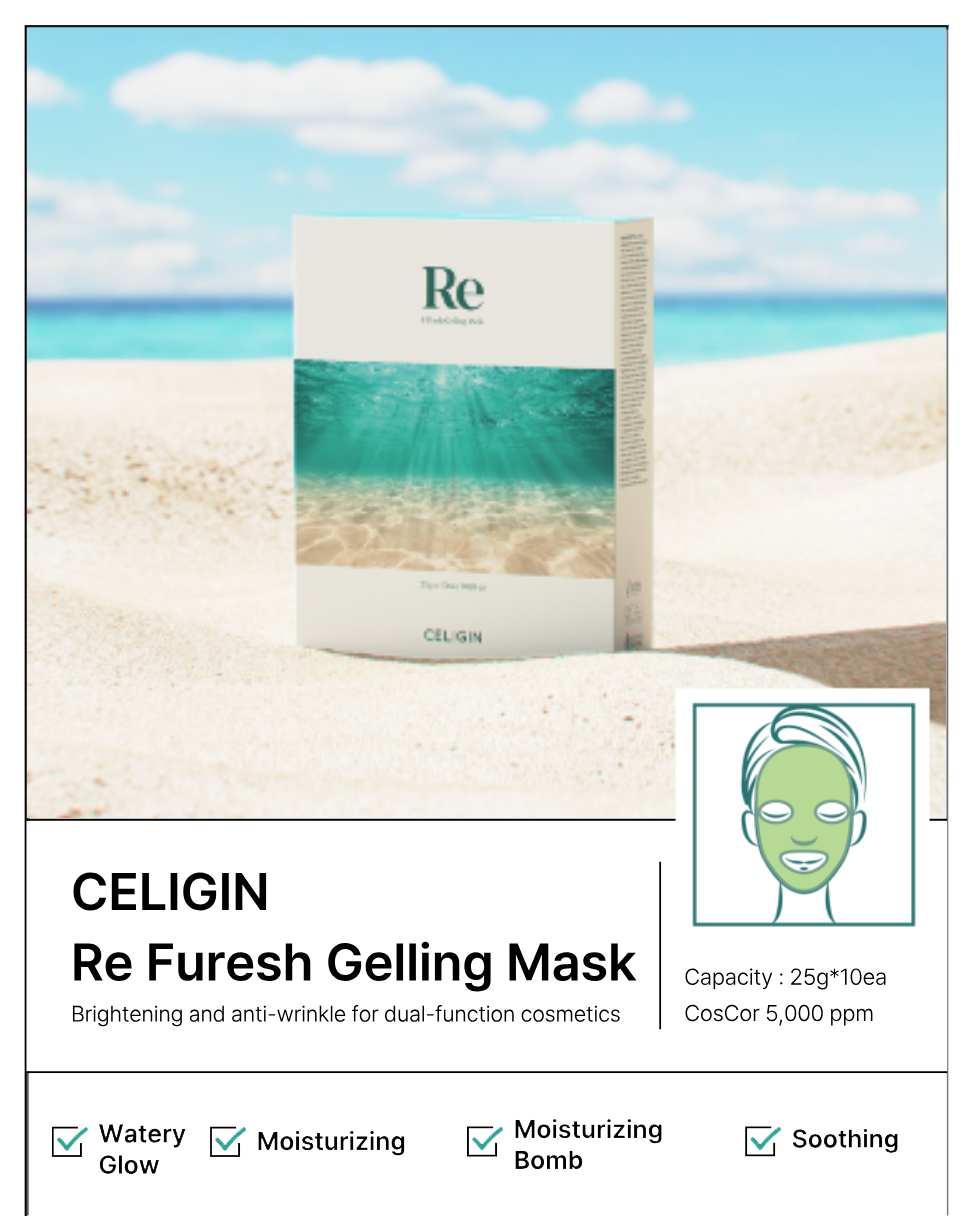 Re
CELIGIN
CELIGIN
Re Furesh Gelling Mask
Brightening and anti-wrinkle for dual-function cosmetics
Capacity : 25g*10ea
CosCor 5,000 ppm
Watery
Glow
Moisturizing
Moisturizing
Bomb
Soothing